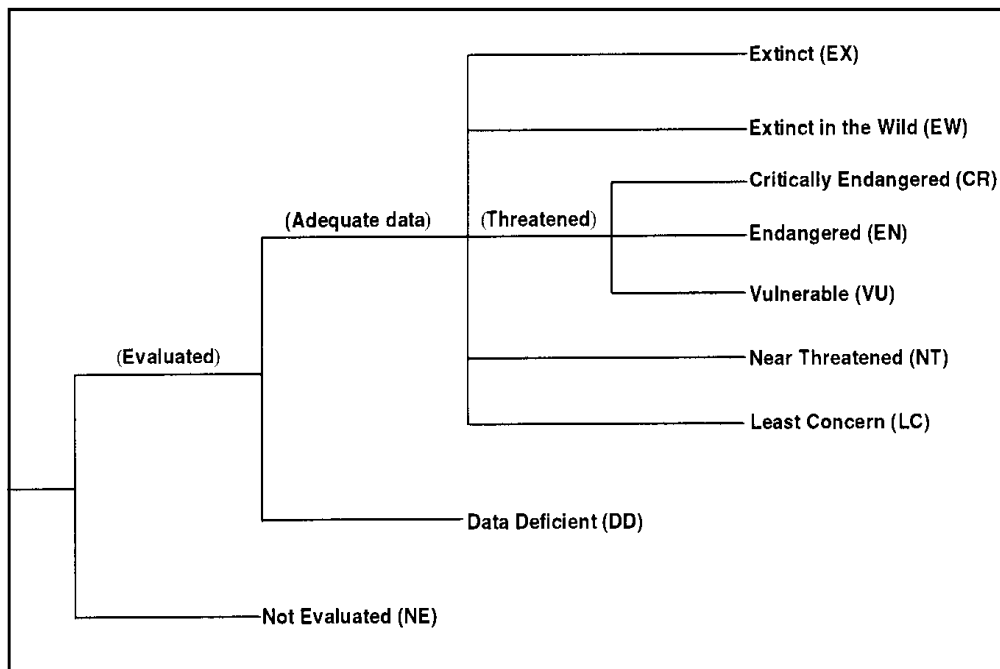 Extinct (EX)
Extinct in the Wild (EW)
Critically Endangered (CR)
(Adequate data)
(Threatened)
Endangered (EN)
Vulnerable (VU)
(Evaluated)
Near Threatened (NT)
Least Concern (LC)
Data Deficient (DD)
Not Evaluated (NE)